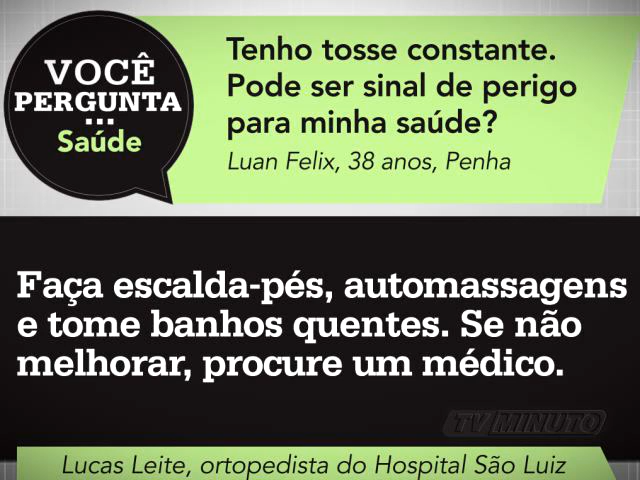 VOCÊ
PERGUNTA
...
Saúde
Tenho tosse constante.
Pode ser sinal de perigo
para minha saúde?
Luan Felix, 38 anos, Penha
Faça escalda-pés, automassagens
e tome banhos quentes. Se não
melhorar, procure um médico.
TV MINUTO
Lucas Leite, ortopedista do Hospital São Luiz